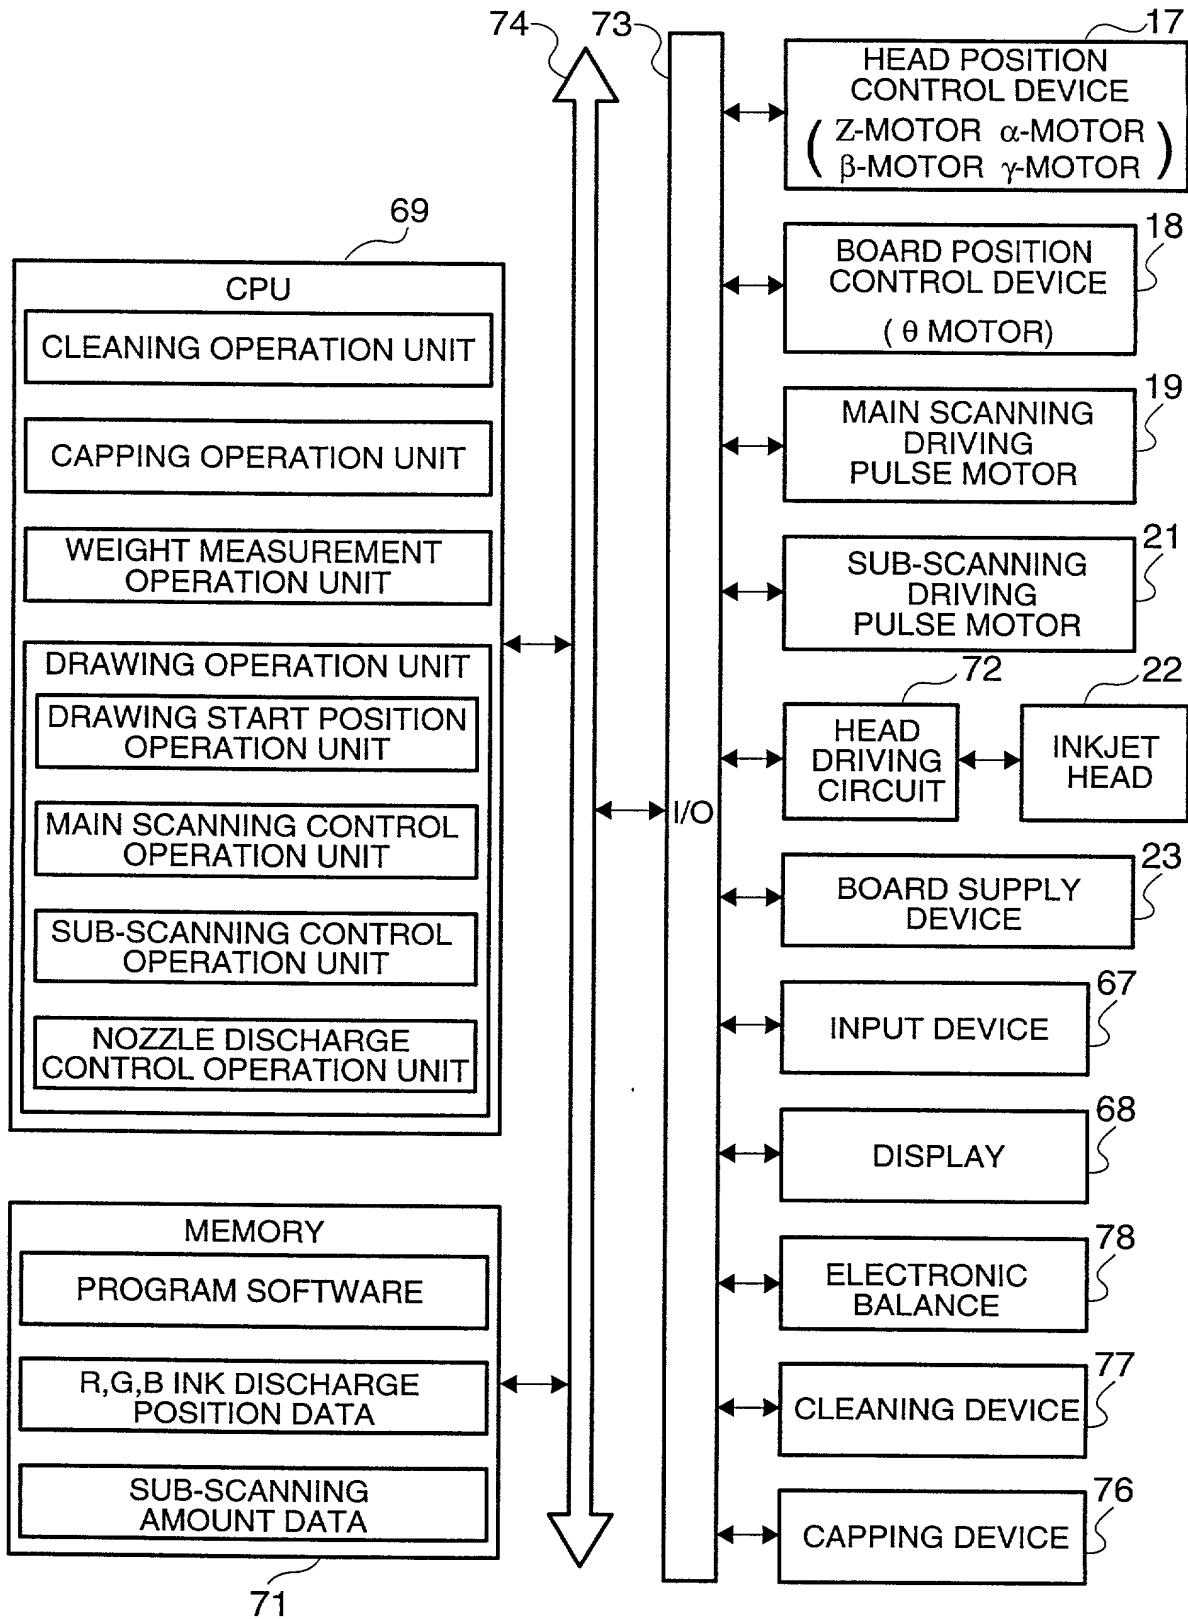 74
73
17
HEAD POSITION
CONTROL DEVICE
( Z-MOTOR α-MOTOR
β-MOTOR γ-MOTOR )
18
BOARD POSITION
CONTROL DEVICE
( θ MOTOR)
19
MAIN SCANNING
DRIVING
PULSE MOTOR
21
SUB-SCANNING
DRIVING
PULSE MOTOR
72
HEAD
DRIVING
CIRCUIT
22
INKJET
HEAD
I/O
23
BOARD SUPPLY
DEVICE
67
INPUT DEVICE
68
DISPLAY
78
ELECTRONIC
BALANCE
77
CLEANING DEVICE
76
CAPPING DEVICE
69
CPU
CLEANING OPERATION UNIT
CAPPING OPERATION UNIT
WEIGHT MEASUREMENT
OPERATION UNIT
DRAWING OPERATION UNIT
DRAWING START POSITION
OPERATION UNIT
MAIN SCANNING CONTROL
OPERATION UNIT
SUB-SCANNING CONTROL
OPERATION UNIT
NOZZLE DISCHARGE
CONTROL OPERATION UNIT
MEMORY
PROGRAM SOFTWARE
R,G,B INK DISCHARGE
POSITION DATA
SUB-SCANNING
AMOUNT DATA
71